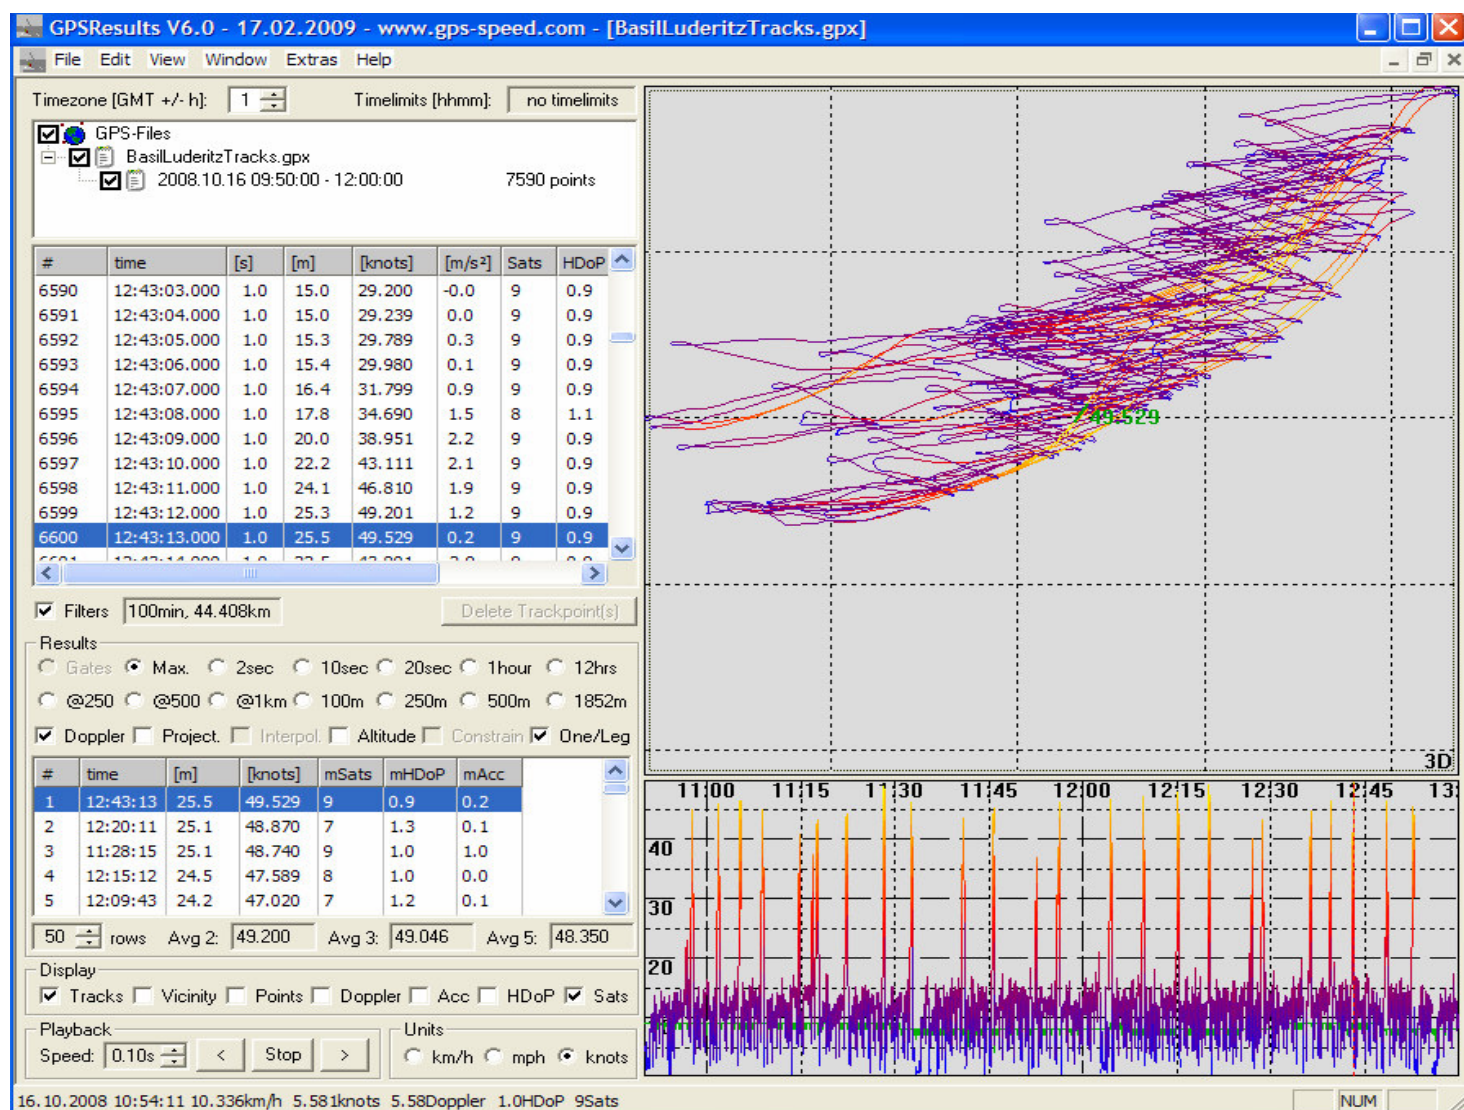 GPSResults V6.0 - 17.02.2009 - www.gps-speed.com - [BasilLuderitzTracks.gpx]
File Edit View Window Extras Help
Timezone [GMT +/- h]: 1 Timelimits [hhmm]: no timelimits
GPS-Files
BasilLuderitzTracks.gpx
2008.10.16 09:50:00 - 12:00:00 7590 points
# time [s] [m] [knots] [m/s²] Sats HDoP
6590 12:43:03.000 1.0 15.0 29.200 -0.0 9 0.9
6591 12:43:04.000 1.0 15.0 29.239 0.0 9 0.9
6592 12:43:05.000 1.0 15.3 29.789 0.3 9 0.9
6593 12:43:06.000 1.0 15.4 29.980 0.1 9 0.9
6594 12:43:07.000 1.0 16.4 31.799 0.9 9 0.9
6595 12:43:08.000 1.0 17.8 34.690 1.5 8 1.1
6596 12:43:09.000 1.0 20.0 38.951 2.2 9 0.9
6597 12:43:10.000 1.0 22.2 43.111 2.1 9 0.9
6598 12:43:11.000 1.0 24.1 46.810 1.9 9 0.9
6599 12:43:12.000 1.0 25.3 49.201 1.2 9 0.9
6600 12:43:13.000 1.0 25.5 49.529 0.2 9 0.9
Filters 100min, 44.408km Delete Trackpoint(s)
Results
Gates Max. 2sec 10sec 20sec 1hour 12hrs
@250 @500 @1km 100m 250m 500m 1852m
Doppler Project. Interpol. Altitude Constrain One/Leg
# time [m] [knots] mSats mHDoP mAcc
1 12:43:13 25.5 49.529 9 0.9 0.2
2 12:20:11 25.1 48.870 7 1.3 0.1
3 11:28:15 25.1 48.740 9 1.0 1.0
4 12:15:12 24.5 47.589 8 1.0 0.0
5 12:09:43 24.2 47.020 7 1.2 0.1
50 rows Avg 2: 49.200 Avg 3: 49.046 Avg 5: 48.350
Display
Tracks Vicinity Points Doppler Acc HDoP Sats
Playback
Speed: 0.10s < Stop >
Units
km/h mph knots
49.529
3D
11:00 11:15 11:30 11:45 12:00 12:15 12:30 12:45 13:
40
30
20
16.10.2008 10:54:11 10.336km/h 5.581knots 5.58Doppler 1.0HDoP 9Sats NUM